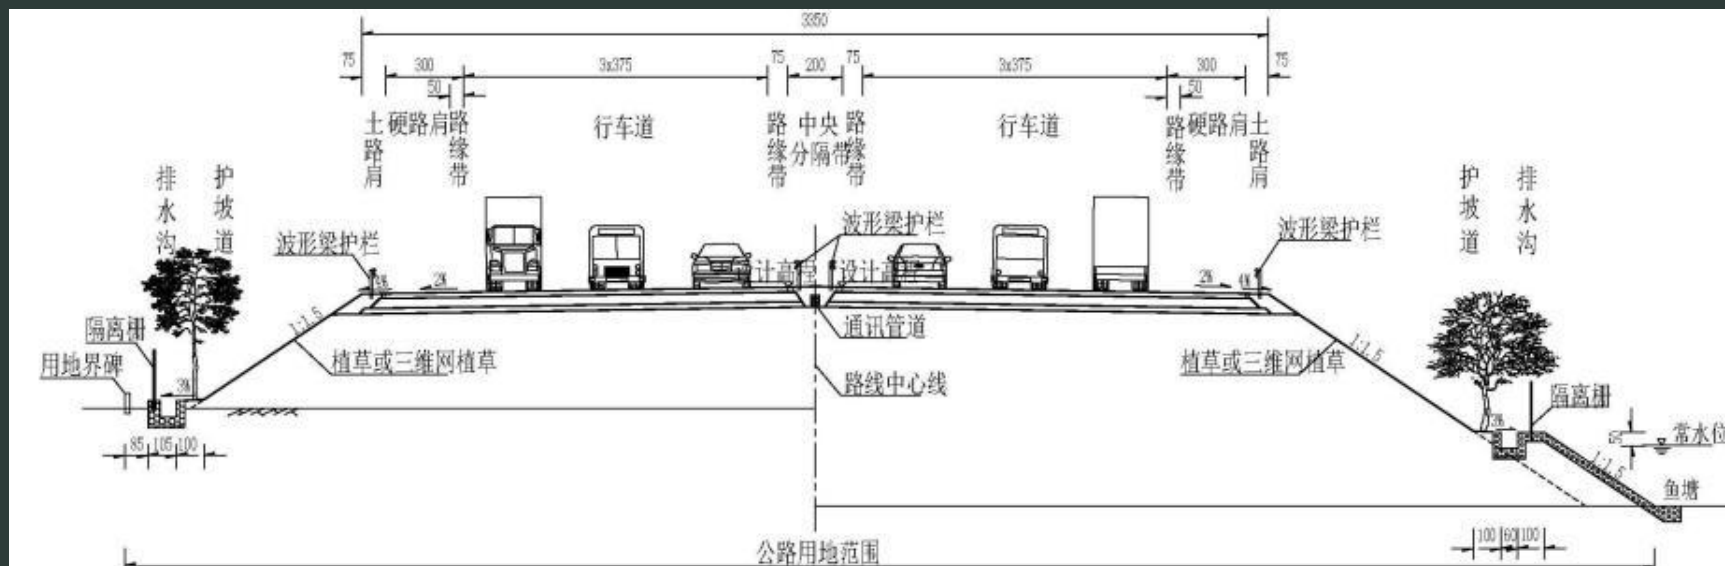 3350
75
300
3x375
75
200
75
3x375
300
75
50
50
土路肩
硬路肩
路缘带
行车道
路缘带
中央
分隔带
路缘带
行车道
路缘带
硬路肩
土路肩
排水沟
护坡道
护坡道
排水沟
波形梁护栏
波形梁护栏
波形梁护栏
设计高
4%
2%
2%
4%
1:1.5
1:1.5
通讯管道
隔离栅
用地界碑
植草或三维网植草
植草或三维网植草
路线中心线
隔离栅
3%
3%
50
常水位
85
105
100
1:1.5
鱼塘
100
60
100
公路用地范围